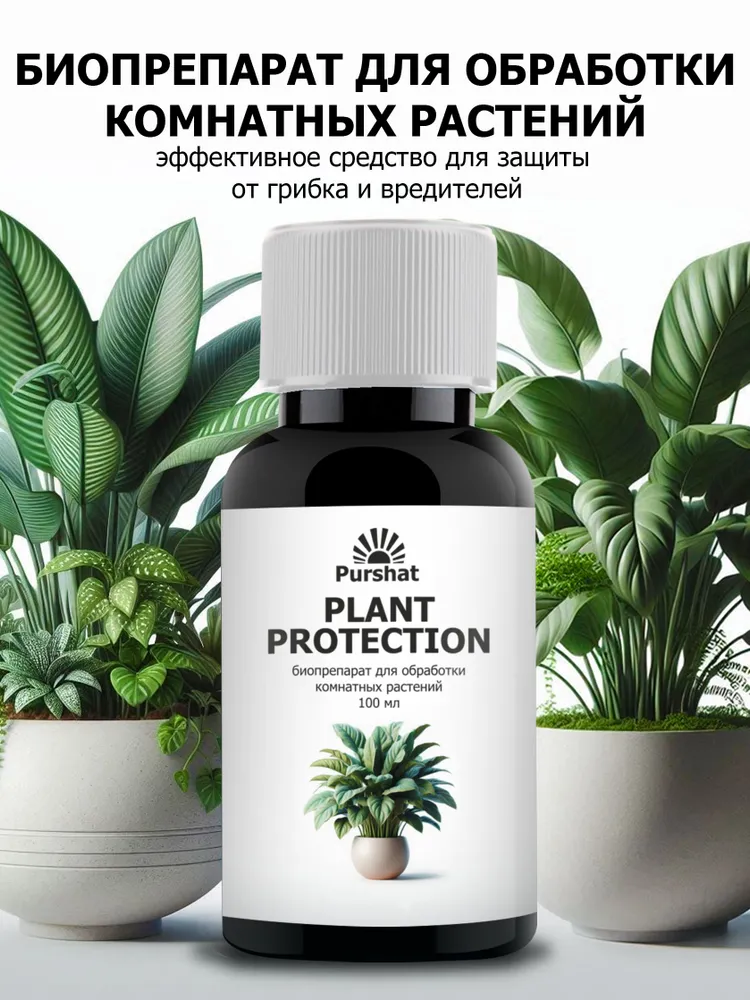 БИОПРЕПАРАТ ДЛЯ ОБРАБОТКИ
КОМНАТНЫХ РАСТЕНИЙ
эффективное средство для защиты
от грибка и вредителей
Purshat
PLANT
PROTECTION
биопрепарат для обработки
комнатных растений
100 мл